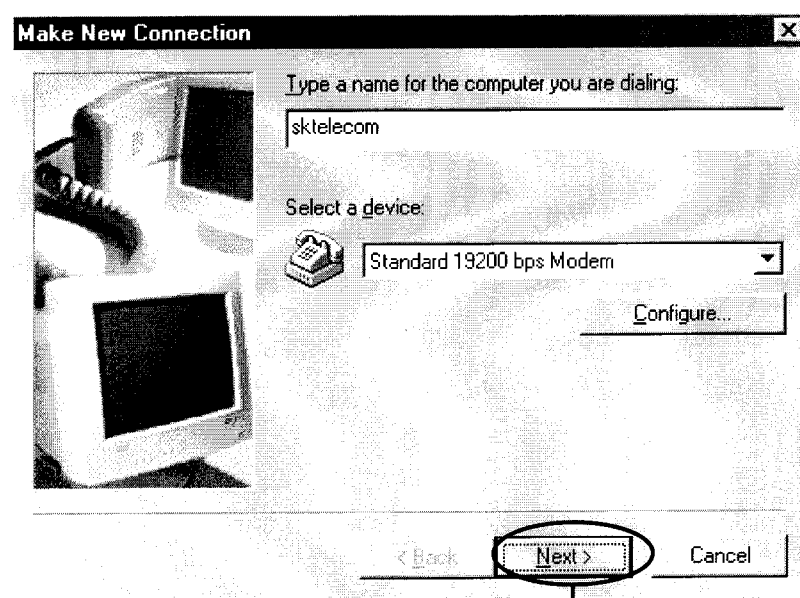 Make New Connection
Type a name for the computer you are dialing:
sktelecom
Select a device:
Standard 19200 bps Modem
Configure...
< Back Next > Cancel